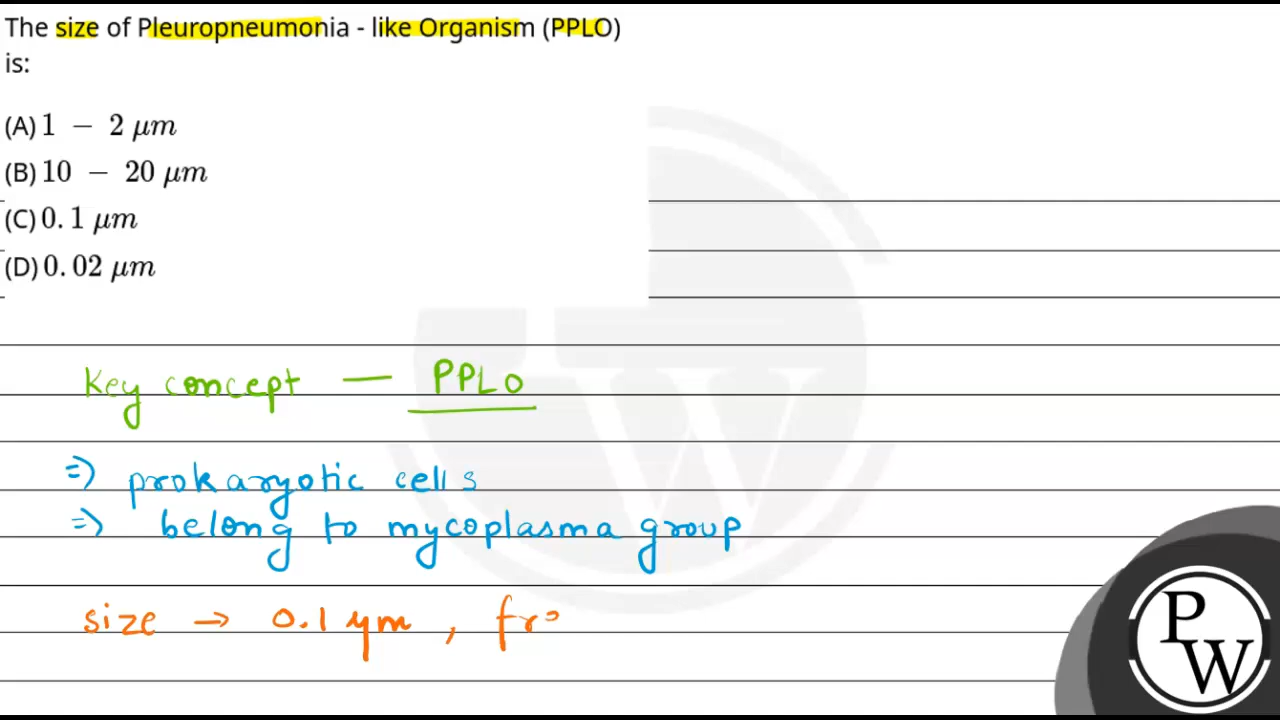 The size of Pleuropneumonia - like Organism (PPLO)
is:
(A) 1 - 2 μm
(B) 10 - 20 μm
(C) 0.1 μm
(D) 0.02 μm
Key concept — PPLO
⇒ prokaryotic cells
⇒ belong to mycoplasma group
size → 0.1 μm,
PW